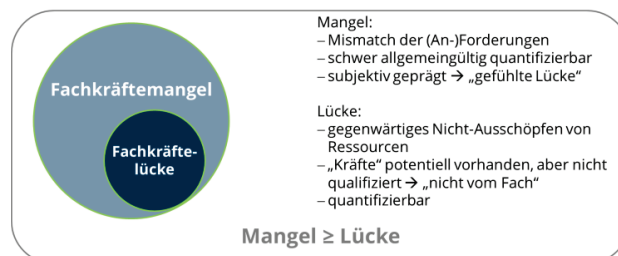 Fachkräftemangel
Fachkräfte-
lücke
Mangel:
– Mismatch der (An-)Forderungen
– schwer allgemeingültig quantifizierbar
– subjektiv geprägt → „gefühlte Lücke“
Lücke:
– gegenwärtiges Nicht-Ausschöpfen von
Ressourcen
– „Kräfte“ potentiell vorhanden, aber nicht
qualifiziert → „nicht vom Fach“
– quantifizierbar
Mangel ≥ Lücke